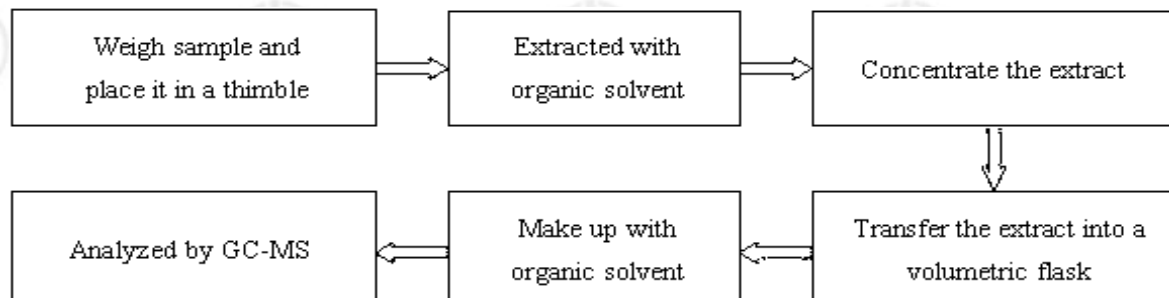 Weigh sample and
place it in a thimble
Extracted with
organic solvent
Concentrate the extract
Transfer the extract into a
volumetric flask
Make up with
organic solvent
Analyzed by GC-MS